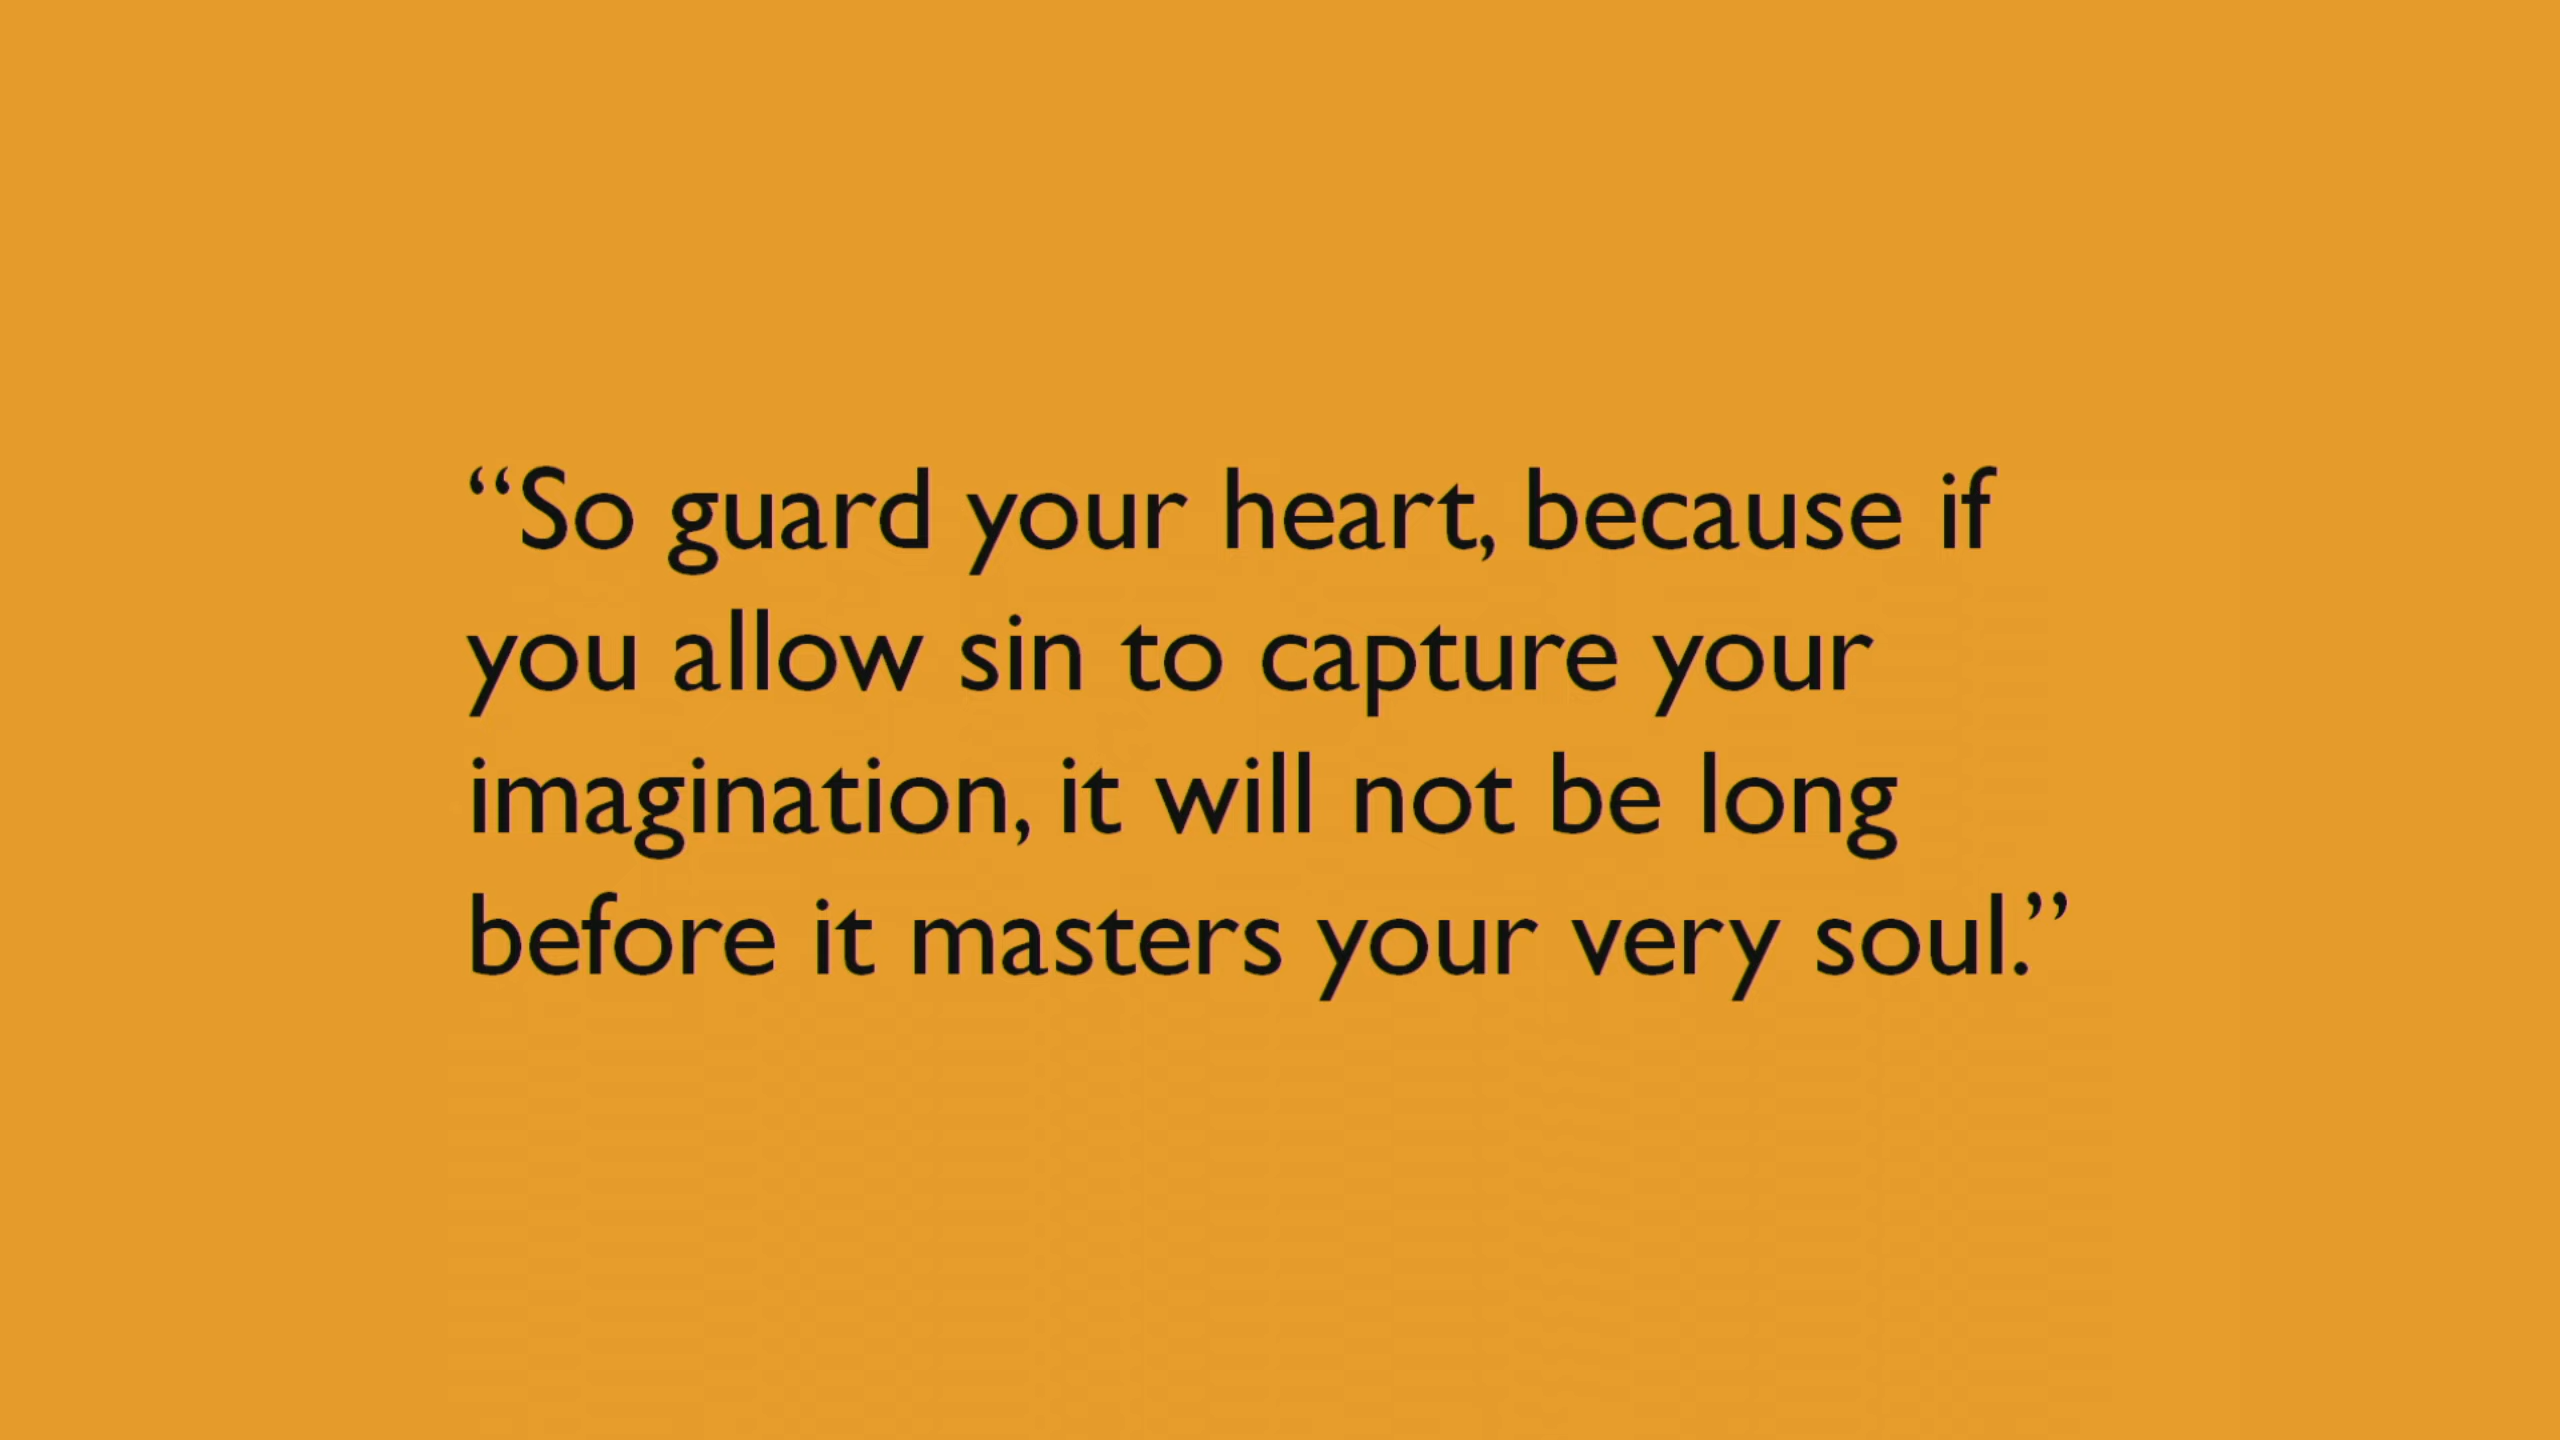 “So guard your heart, because if
you allow sin to capture your
imagination, it will not be long
before it masters your very soul.”